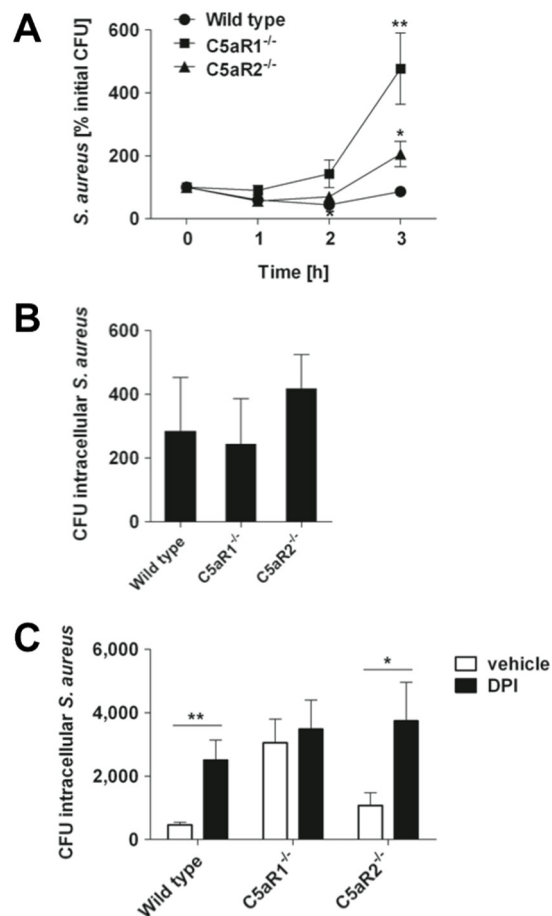 A
Wild type
C5aR1-/-
C5aR2-/-
S. aureus [% initial CFU]
600
400
200
0
**
*
*
0 1 2 3
Time [h]
B
CFU intracellular S. aureus
600
400
200
0
Wild type
C5aR1-/-
C5aR2-/-
C
CFU intracellular S. aureus
6,000
4,000
2,000
0
**
*
vehicle
DPI
Wild type
C5aR1-/-
C5aR2-/-